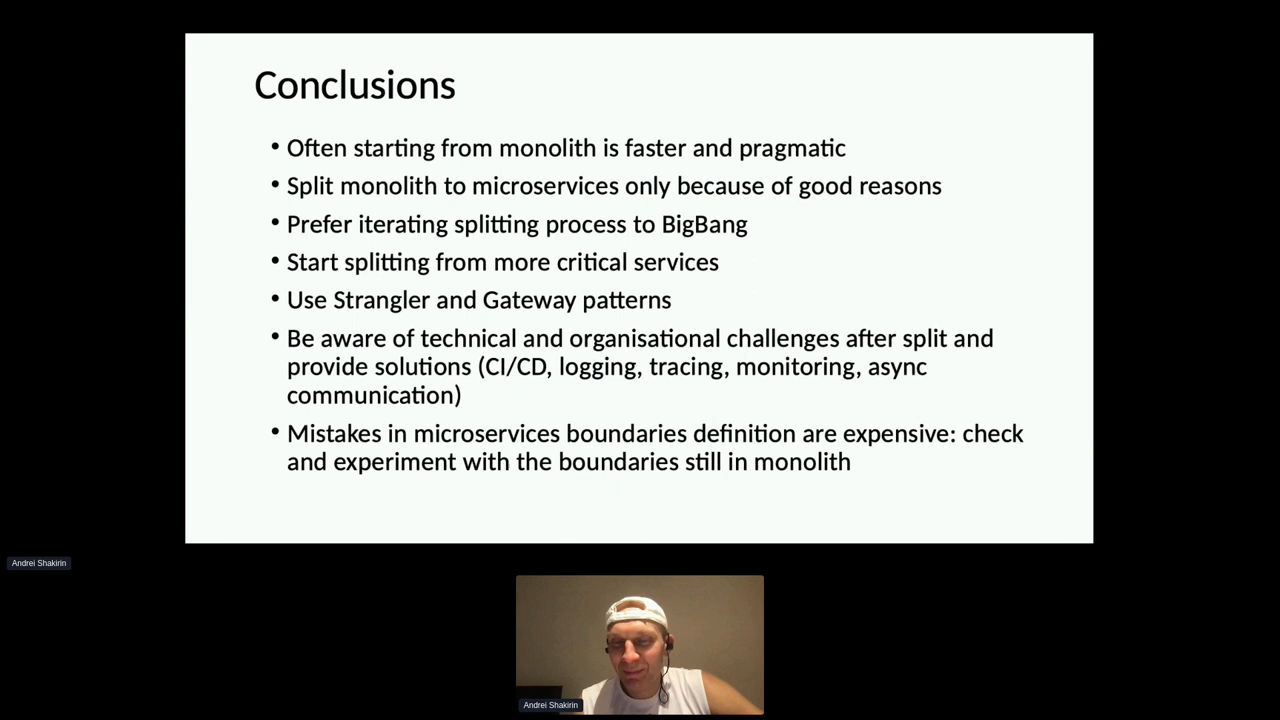 Conclusions
• Often starting from monolith is faster and pragmatic
• Split monolith to microservices only because of good reasons
• Prefer iterating splitting process to BigBang
• Start splitting from more critical services
• Use Strangler and Gateway patterns
• Be aware of technical and organisational challenges after split and
provide solutions (CI/CD, logging, tracing, monitoring, async
communication)
• Mistakes in microservices boundaries definition are expensive: check
and experiment with the boundaries still in monolith
Andrei Shakirin
Andrei Shakirin